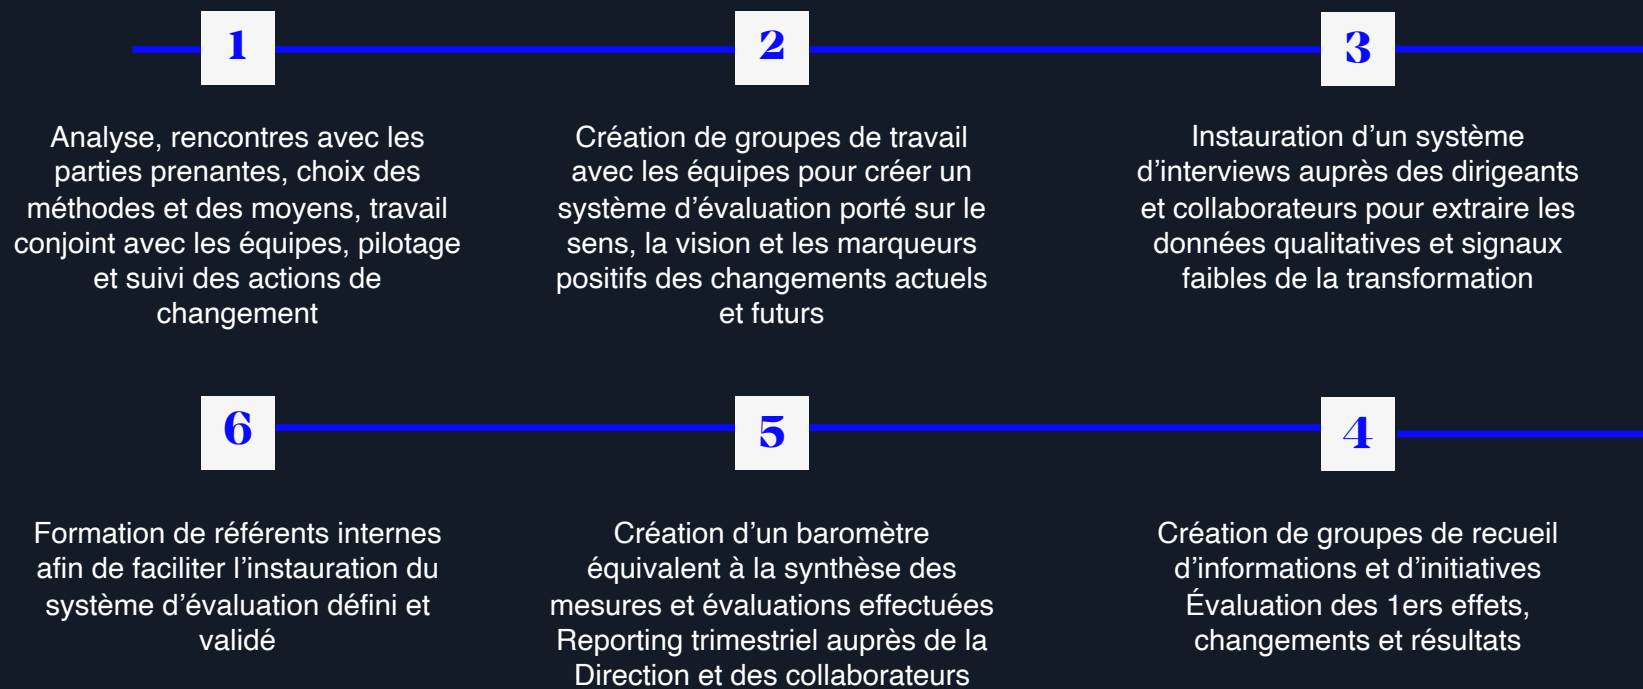 1
Analyse, rencontres avec les
parties prenantes, choix des
méthodes et des moyens, travail
conjoint avec les équipes, pilotage
et suivi des actions de
changement
2
Création de groupes de travail
avec les équipes pour créer un
système d’évaluation porté sur le
sens, la vision et les marqueurs
positifs des changements actuels
et futurs
3
Instauration d’un système
d’interviews auprès des dirigeants
et collaborateurs pour extraire les
données qualitatives et signaux
faibles de la transformation
4
Création de groupes de recueil
d’informations et d’initiatives
Évaluation des 1ers effets,
changements et résultats
5
Création d’un baromètre
équivalent à la synthèse des
mesures et évaluations effectuées
Reporting trimestriel auprès de la
Direction et des collaborateurs
6
Formation de référents internes
afin de faciliter l’instauration du
système d’évaluation défini et
validé